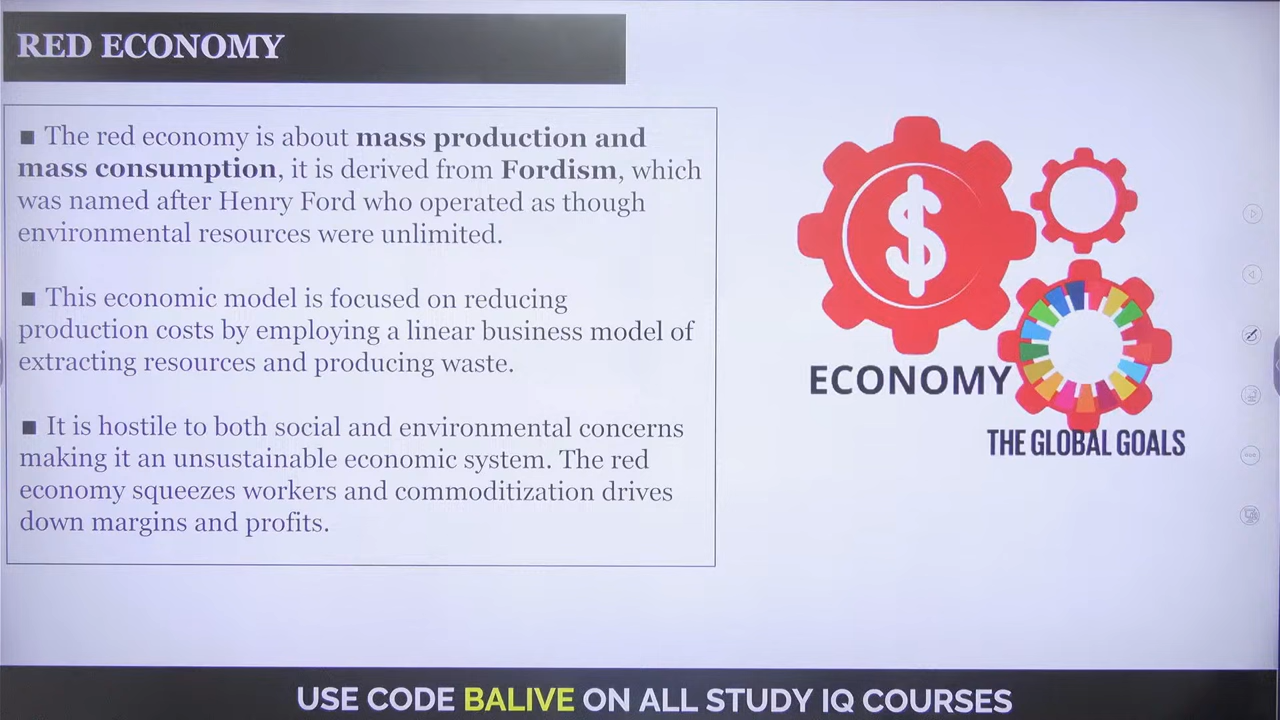 RED ECONOMY
■ The red economy is about mass production and
mass consumption, it is derived from Fordism, which
was named after Henry Ford who operated as though
environmental resources were unlimited.
■ This economic model is focused on reducing
production costs by employing a linear business model of
extracting resources and producing waste.
■ It is hostile to both social and environmental concerns
making it an unsustainable economic system. The red
economy squeezes workers and commoditization drives
down margins and profits.
$
ECONOMY
THE GLOBAL GOALS
USE CODE BALIVE ON ALL STUDY IQ COURSES